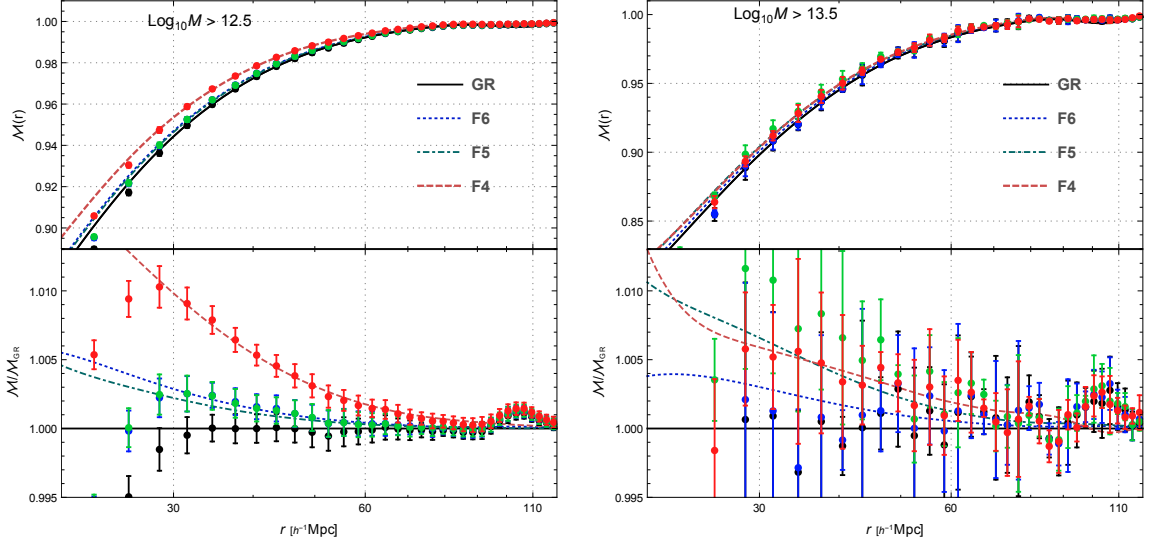 Log₁₀M > 12.5
1.00
0.98
0.96
0.94
0.92
0.90
ℳ(r)
GR
F6
F5
F4
1.010
1.005
1.000
0.995
ℳ/ℳGR
30
60
110
r [h⁻¹Mpc]
Log₁₀M > 13.5
1.00
0.95
0.90
0.85
ℳ(r)
GR
F6
F5
F4
1.010
1.005
1.000
0.995
ℳ/ℳGR
30
60
110
r [h⁻¹Mpc]